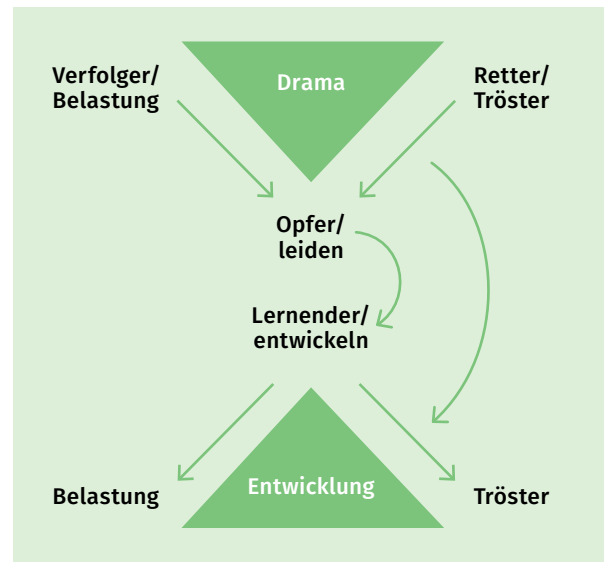 Verfolger/
Belastung
Drama
Retter/
Tröster
Opfer/
leiden
Lernender/
entwickeln
Belastung
Entwicklung
Tröster